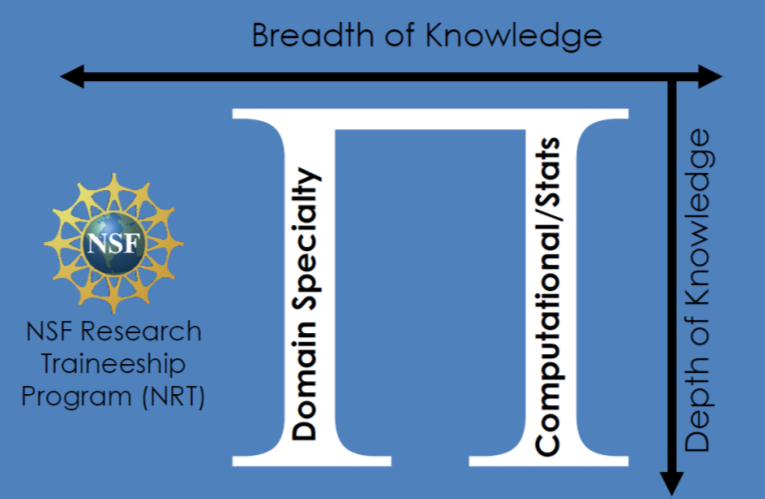 Breadth of Knowledge
NSF
NSF Research
Traineeship
Program (NRT)
Domain Specialty
Computational/Stats
Depth of Knowledge